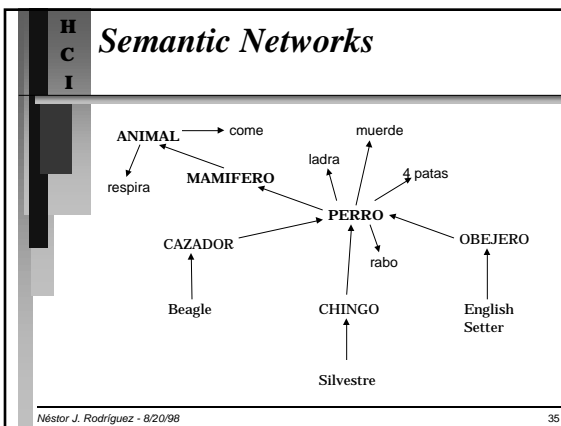 H
C
I
Semantic Networks
ANIMAL
come
muerde
ladra
respira
MAMIFERO
4 patas
PERRO
CAZADOR
OBEJERO
rabo
Beagle
CHINGO
English
Setter
Silvestre
Néstor J. Rodríguez - 8/20/98
35